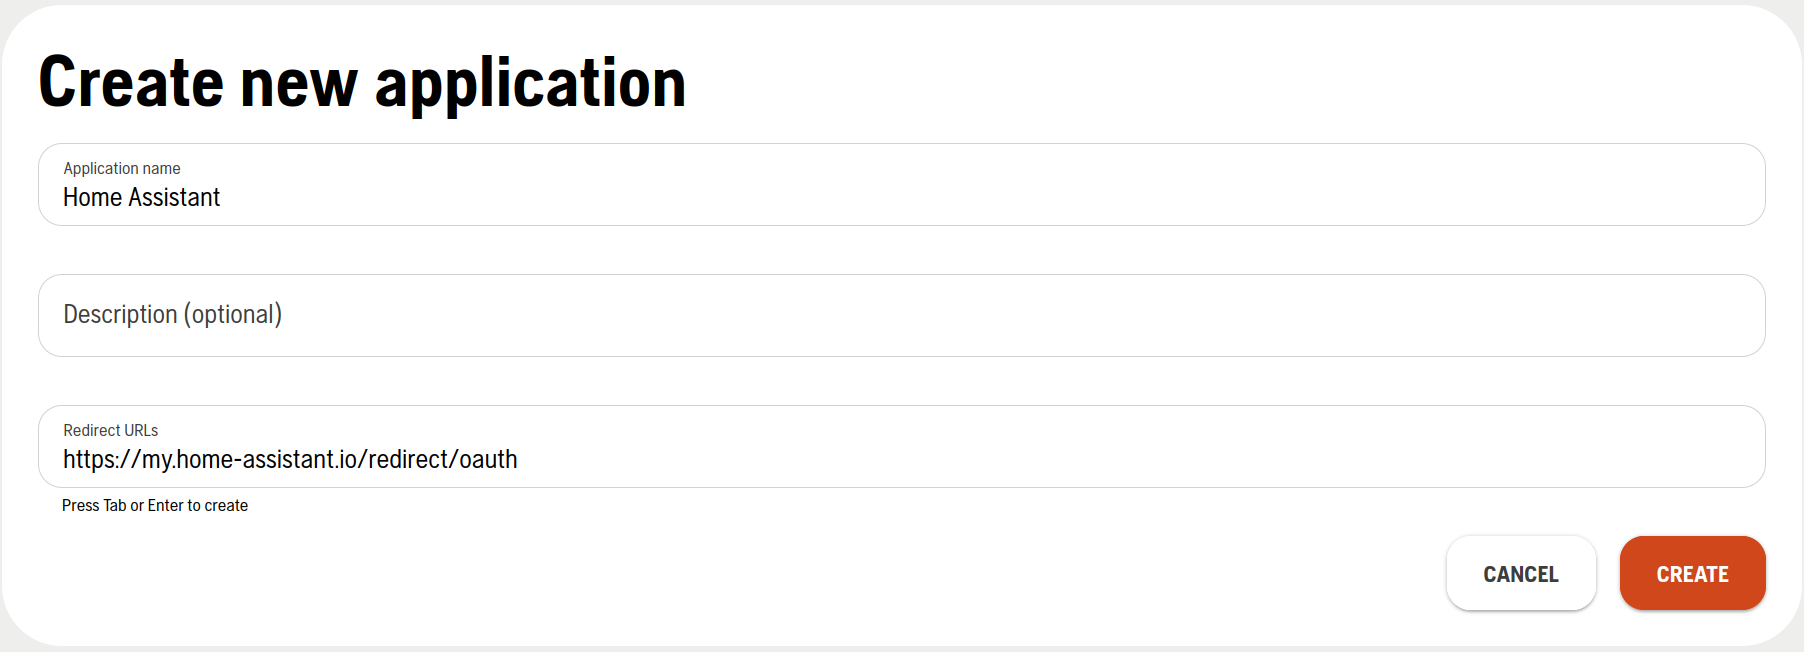 Create new application
Application name
Home Assistant
Description (optional)
Redirect URLs
https://my.home-assistant.io/redirect/oauth
Press Tab or Enter to create
CANCEL
CREATE